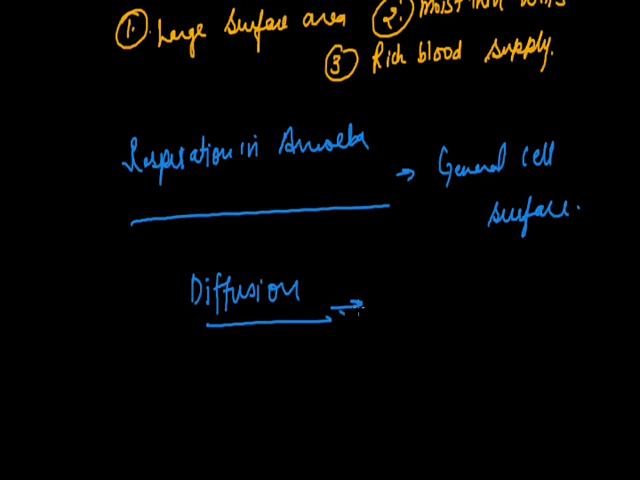 ① Large surface area ② Moist thin walls
③ Rich blood supply.
Respiration in Amoeba → General cell
surface.
Diffusion →